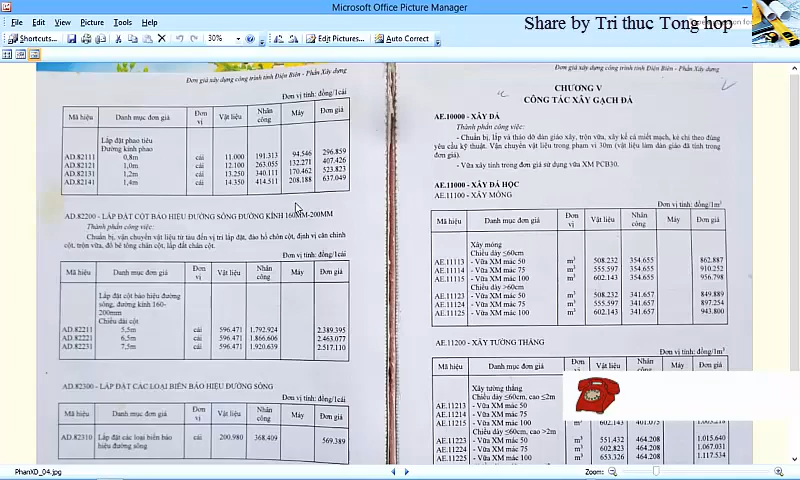 Microsoft Office Picture Manager
Share by Tri thuc Tong hop
File Edit View Picture Tools Help
Shortcuts... 30% Edit Pictures... Auto Correct
Đơn giá xây dựng công trình tỉnh Điện Biên - Phần Xây dựng
Đơn vị tính: đồng/1cái
Mã hiệu Danh mục đơn giá Đơn vị Vật liệu Nhân công Máy Đơn giá
Lắp đặt phao tiêu
Đường kính phao
AD.82111 0,8m cái 11.000 191.313 94.546 296.859
AD.82121 1,0m cái 12.100 263.055 132.271 407.426
AD.82131 1,2m cái 13.250 340.111 170.462 523.823
AD.82141 1,4m cái 14.350 414.511 208.188 637.049
AD.82200 - LẮP ĐẶT CỘT BÁO HIỆU ĐƯỜNG SÔNG ĐƯỜNG KÍNH 160MM-200MM
Thành phần công việc:
Chuẩn bị, vận chuyển vật liệu từ tàu đến vị trí lắp đặt, đào hố chôn cột, định vị căn chỉnh
cột, trộn vữa, đổ bê tông chân cột, lấp đất chân cột.
Đơn vị tính: đồng/1cái
Mã hiệu Danh mục đơn giá Đơn vị Vật liệu Nhân công Máy Đơn giá
Lắp đặt cột báo hiệu đường
sông, đường kính 160-
200mm
Chiều dài cột
AD.82211 5,5m cái 596.471 1.792.924 2.389.395
AD.82221 6,5m cái 596.471 1.866.606 2.463.077
AD.82231 7,5m cái 596.471 1.920.639 2.517.110
AD.82300 - LẮP ĐẶT CÁC LOẠI BIỂN BÁO HIỆU ĐƯỜNG SÔNG
Đơn vị tính: đồng/1cái
Mã hiệu Danh mục đơn giá Đơn vị Vật liệu Nhân công Máy Đơn giá
AD.82310 Lắp đặt các loại biển báo cái 200.980 368.409 569.389
hiệu đường sông
Đơn giá xây dựng công trình tỉnh Điện Biên - Phần Xây dựng
CHƯƠNG V
CÔNG TÁC XÂY GẠCH ĐÁ
AE.10000 - XÂY ĐÁ
Thành phần công việc:
- Chuẩn bị, lắp và tháo dỡ dàn giáo xây, trộn vữa, xây kể cả miết mạch, kẻ chỉ theo đúng
yêu cầu kỹ thuật. Vận chuyển vật liệu trong phạm vi 30m (vật liệu làm dàn giáo đã tính trong
đơn giá).
- Vữa xây tính trong đơn giá sử dụng vữa XM PCB30.
AE.11000 - XÂY ĐÁ HỘC
AE.11100 - XÂY MÓNG
Đơn vị tính: đồng/1m³
Mã hiệu Danh mục đơn giá Đơn vị Vật liệu Nhân công Máy Đơn giá
Xây móng
Chiều dày ≤60cm
AE.11113 - Vữa XM mác 50 m³ 508.232 354.655 862.887
AE.11114 - Vữa XM mác 75 m³ 555.597 354.655 910.252
AE.11115 - Vữa XM mác 100 m³ 602.143 354.655 956.798
Chiều dày >60cm
AE.11123 - Vữa XM mác 50 m³ 508.232 341.657 849.889
AE.11124 - Vữa XM mác 75 m³ 555.597 341.657 897.254
AE.11125 - Vữa XM mác 100 m³ 602.143 341.657 943.800
AE.11200 - XÂY TƯỜNG THẲNG
Đơn vị tính: đồng/1m³
Mã hiệu Danh mục đơn giá Đơn Vật liệu Nhân Máy Đơn giá
Xây tường thẳng
Chiều dày ≤60cm, cao ≤2m
AE.11213 - Vữa XM mác 50
AE.11214 - Vữa XM mác 75
AE.11215 - Vữa XM mác 100 m³ 602.143
Chiều dày ≤60cm, cao >2m
AE.11223 - Vữa XM mác 50 m³ 551.432 464.208 1.015.640
AE.11224 - Vữa XM mác 75 m³ 602.823 464.208 1.067.031
AE.11225 - Vữa XM mác 100 m³ 653.326 464.208 1.117.534
PhanXD_04.jpg Zoom: